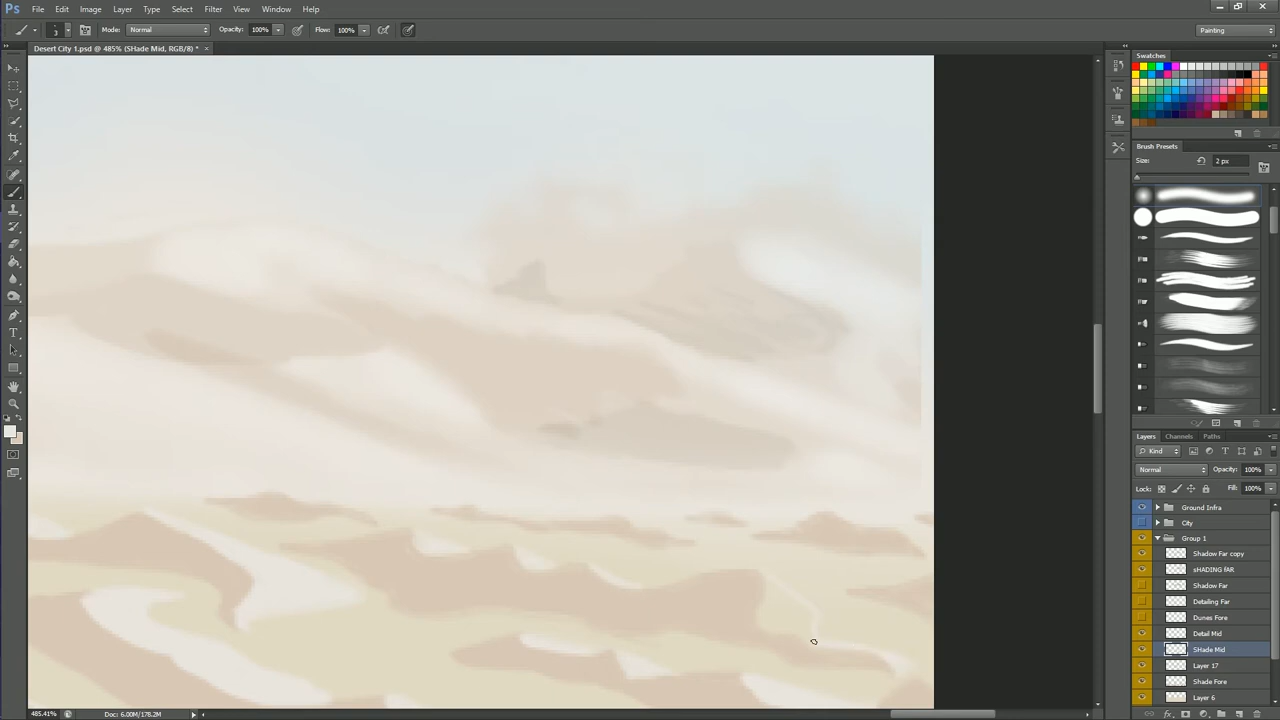 Ps File Edit Image Layer Type Select Filter View Window Help
3 Mode: Normal Opacity: 100% Flow: 100% Painting
Desert City 1.psd @ 485% (SHade Mid, RGB/8) * ×
Swatches
Brush Presets
Size: 2 px
Layers Channels Paths
Kind
Normal Opacity: 100%
Lock: Fill: 100%
Ground Infra
City
Group 1
Shadow Far copy
sHADING fAR
Shadow Far
Detailing Far
Dunes Fore
Detail Mid
SHade Mid
Layer 17
Shade Fore
Layer 6
485.41% Doc: 6.00M/178.2M
fx